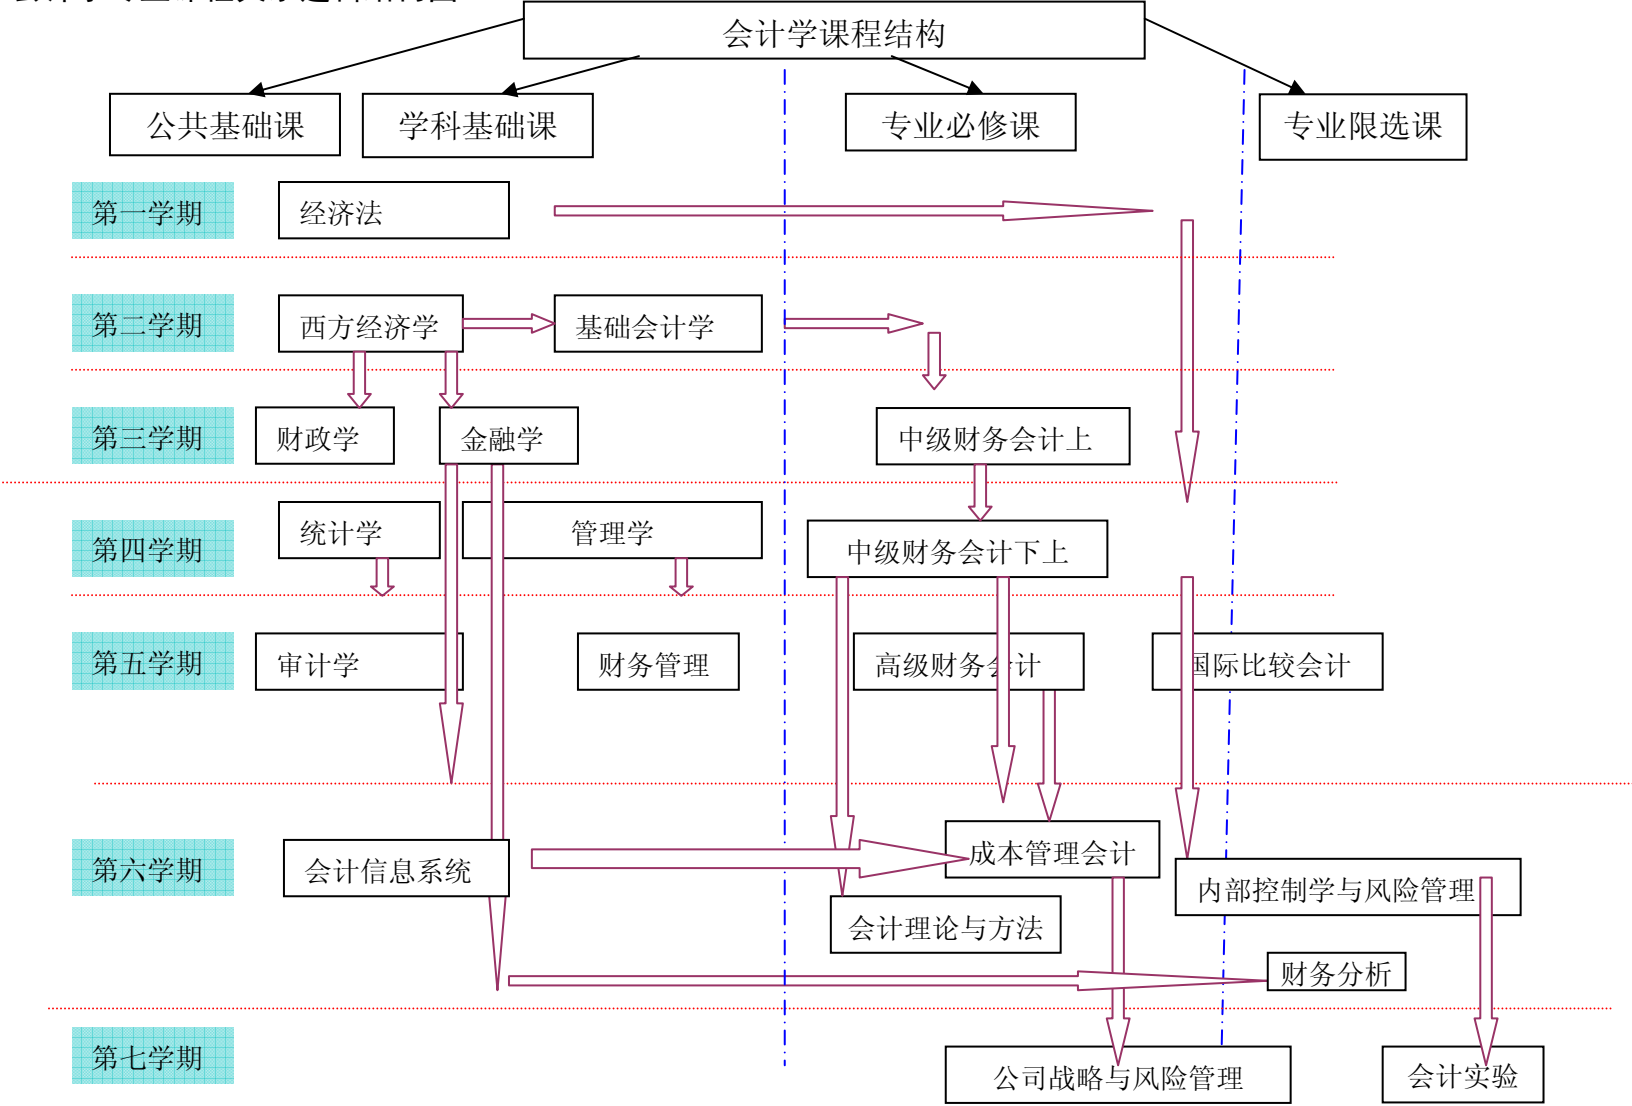 会计学课程结构
公共基础课
学科基础课
专业必修课
专业限选课
第一学期
经济法
第二学期
西方经济学
基础会计学
第三学期
财政学
金融学
中级财务会计上
第四学期
统计学
管理学
中级财务会计下上
第五学期
审计学
财务管理
高级财务会计
国际比较会计
第六学期
会计信息系统
成本管理会计
内部控制学与风险管理
会计理论与方法
财务分析
第七学期
公司战略与风险管理
会计实验